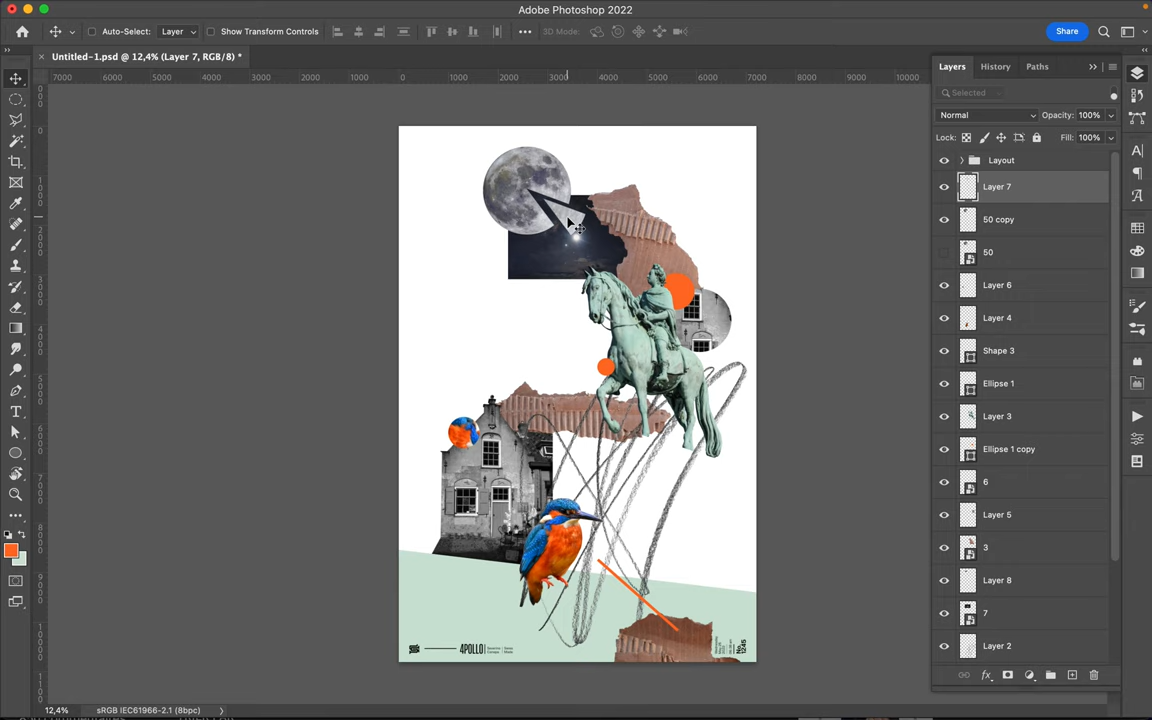 Adobe Photoshop 2022
Auto-Select:
Layer
Show Transform Controls
3D Mode:
Share
Untitled-1.psd @ 12,4% (Layer 7, RGB/8) *
7000
6000
5000
4000
3000
2000
1000
0
1000
2000
3000
4000
5000
6000
7000
8000
9000
10000
Layers
History
Paths
Selected
Normal
Opacity:
100%
Lock:
Fill:
100%
Layout
Layer 7
50 copy
50
Layer 6
Layer 4
Shape 3
Ellipse 1
Layer 3
Ellipse 1 copy
6
Layer 5
3
Layer 8
7
Layer 2
4POLLO
No. 1245
12,4%
sRGB IEC61966-2.1 (8bpc)